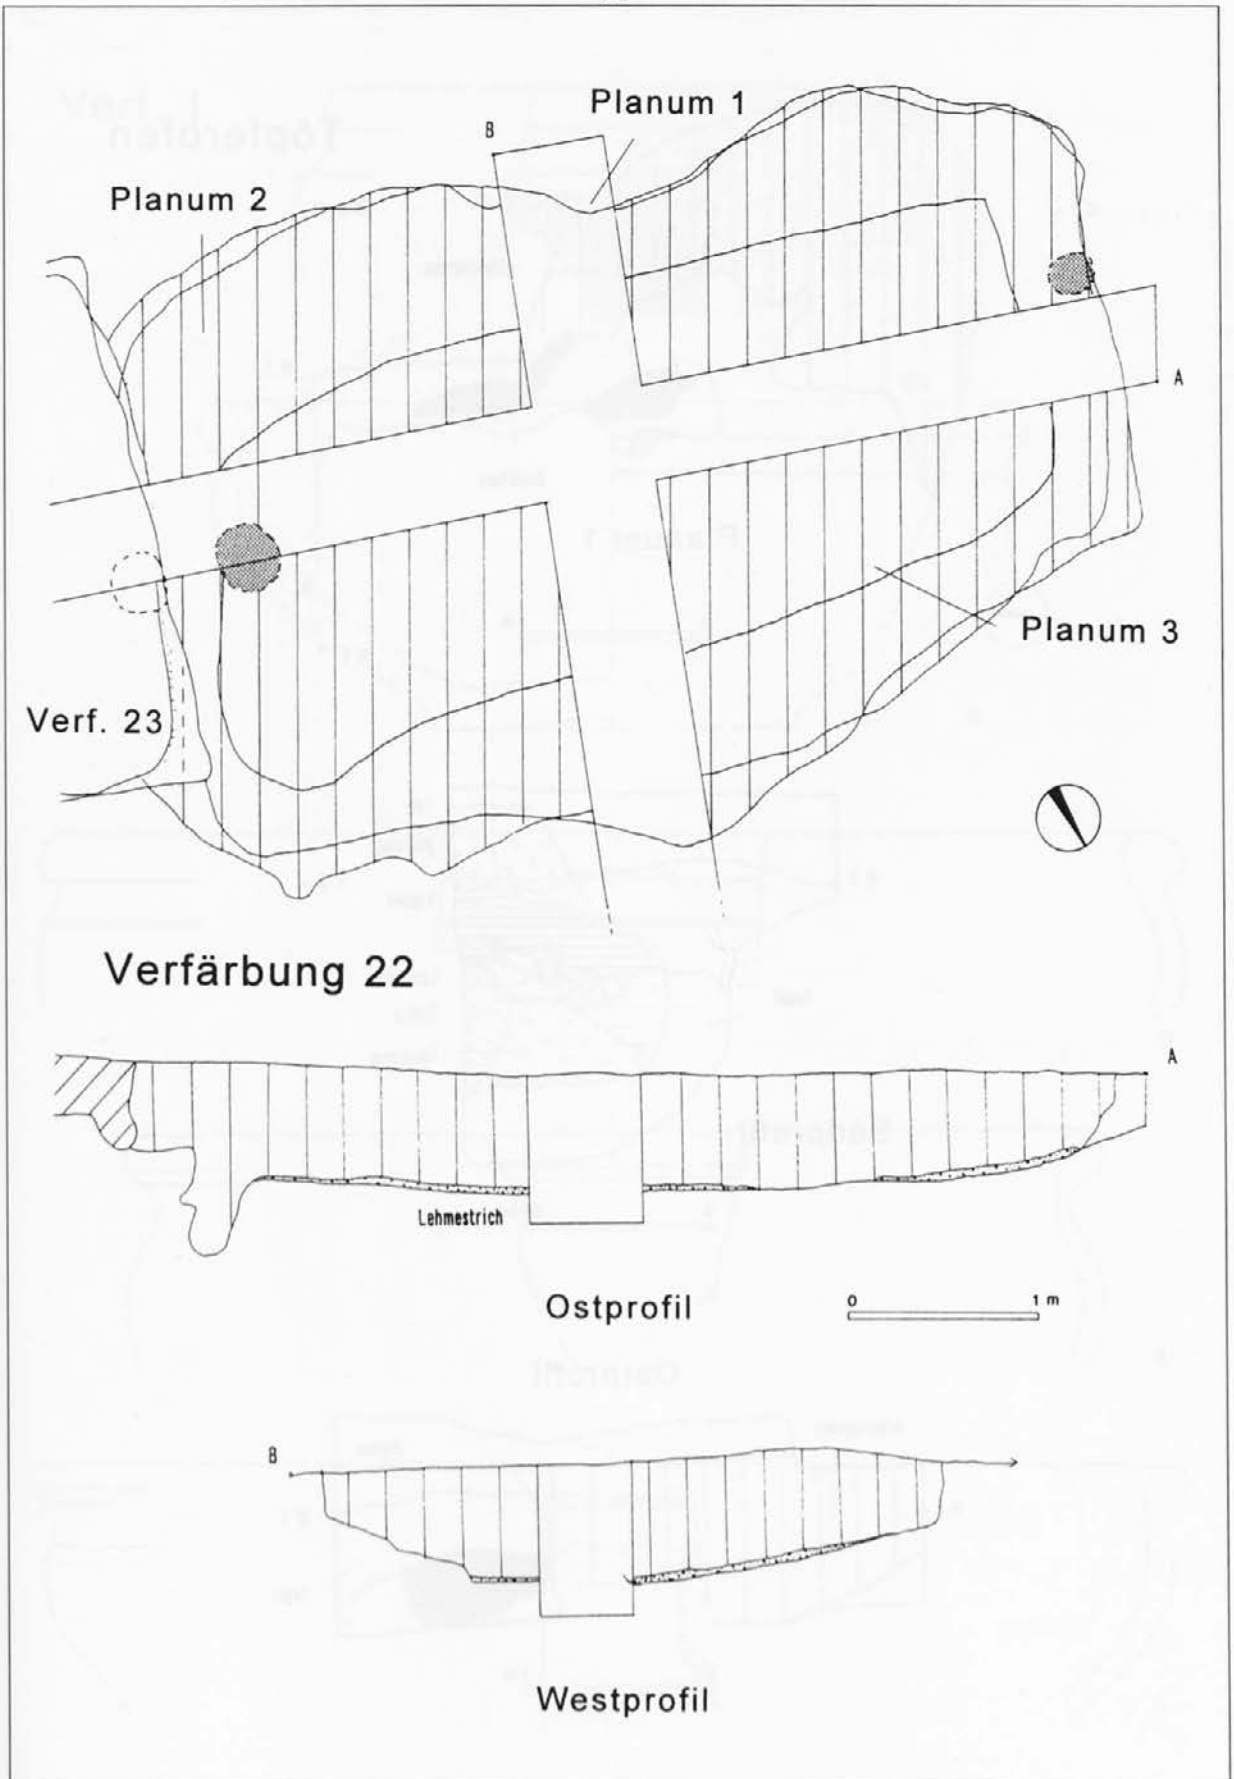 Planum 1
B
Planum 2
A
Planum 3
Verf. 23
Verfärbung 22
A
Lehmestrich
Ostprofil
0 1 m
B
Westprofil